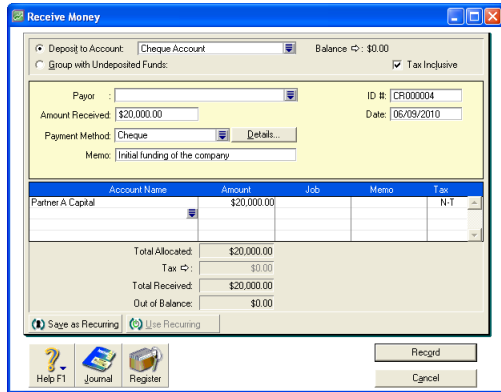 Receive Money
Deposit to Account: Cheque Account Balance ⇨: $0.00
Group with Undeposited Funds: Tax Inclusive
Payor : ID #: CR000004
Amount Received: $20,000.00 Date: 06/09/2010
Payment Method: Cheque Details...
Memo: Initial funding of the company
Account Name Amount Job Memo Tax
Partner A Capital $20,000.00 N-T
Total Allocated: $20,000.00
Tax ⇨: $0.00
Total Received: $20,000.00
Out of Balance: $0.00
Save as Recurring Use Recurring
Help F1 Journal Register
Record
Cancel